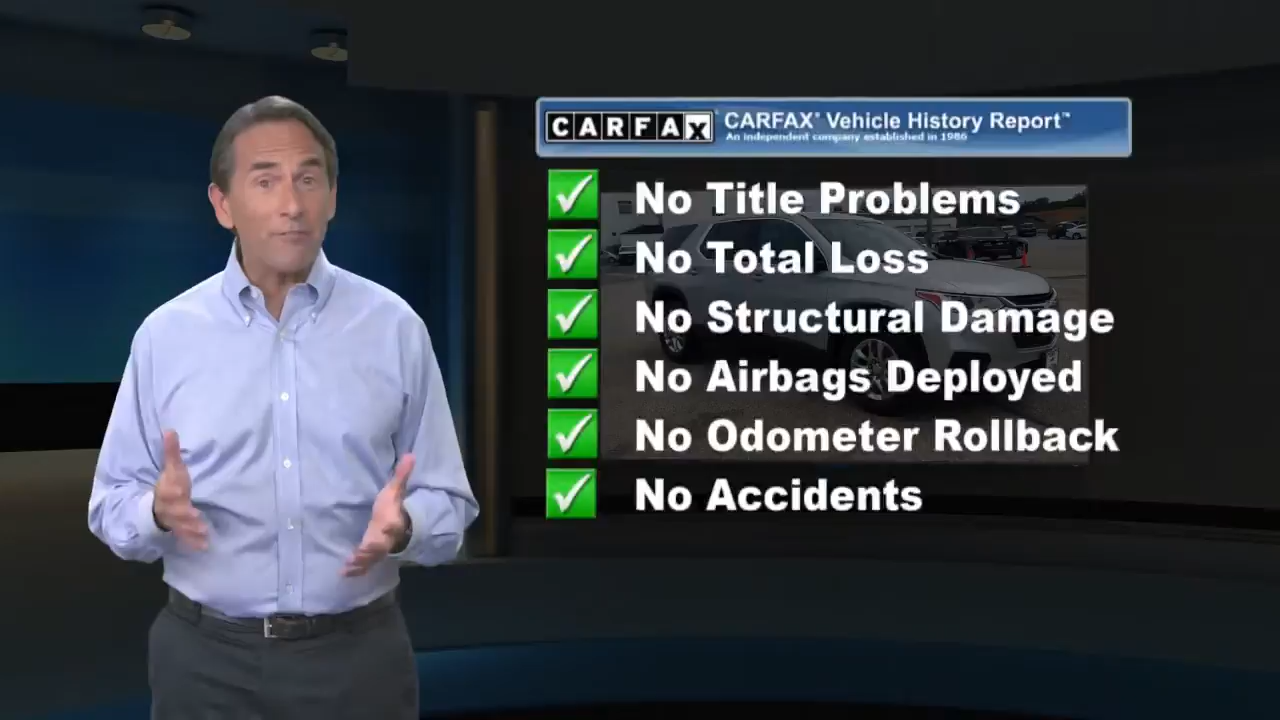 CARFAX® CARFAX® Vehicle History Report™
An independent company established in 1986
No Title Problems
No Total Loss
No Structural Damage
No Airbags Deployed
No Odometer Rollback
No Accidents